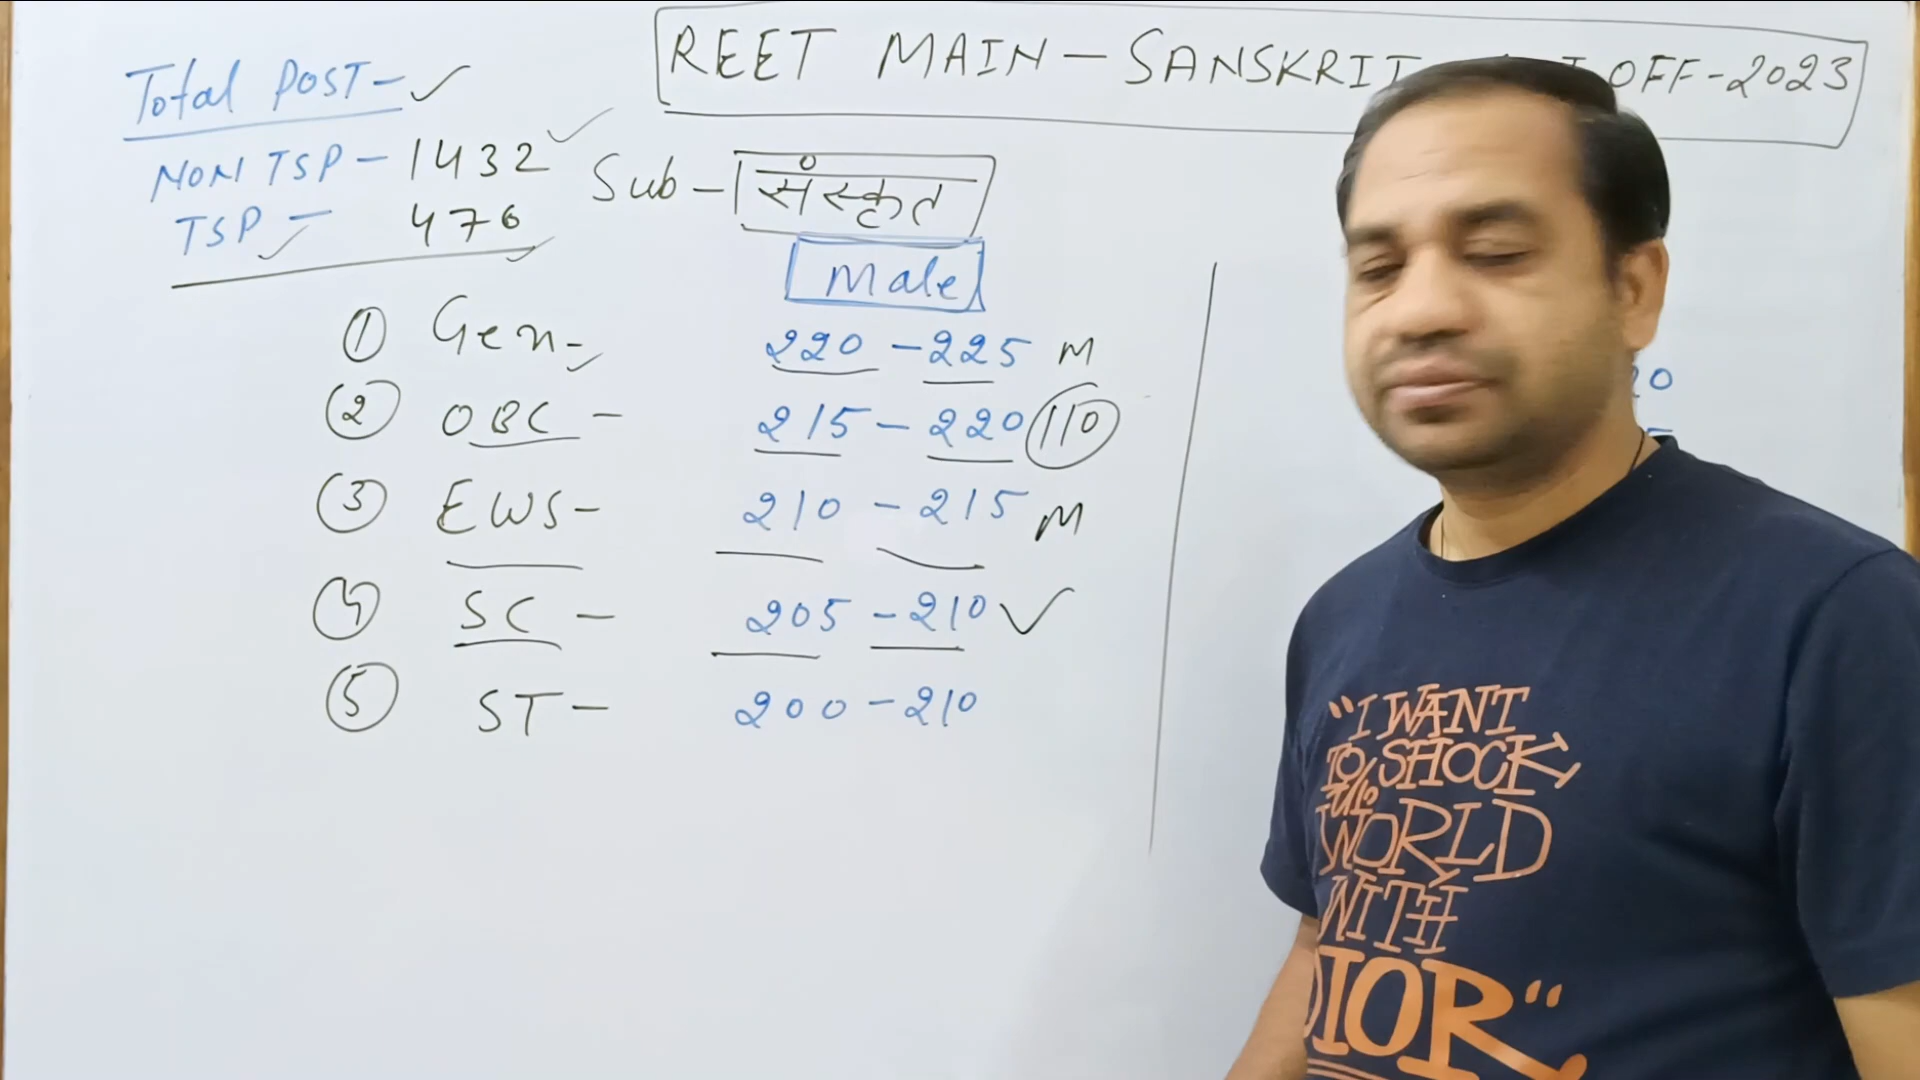 REET MAIN - SANSKRIT OFF-2023
Total POST-
NON TSP - 1432
TSP - 476
Sub - संस्कृत
Male
① Gen- 220 - 225 M
② OBC - 215 - 220 110
③ EWS- 210 - 215 M
④ SC - 205 - 210
⑤ ST- 200 - 210
"I WANT
TO SHOCK
the
WORLD
WITH
DIOR"